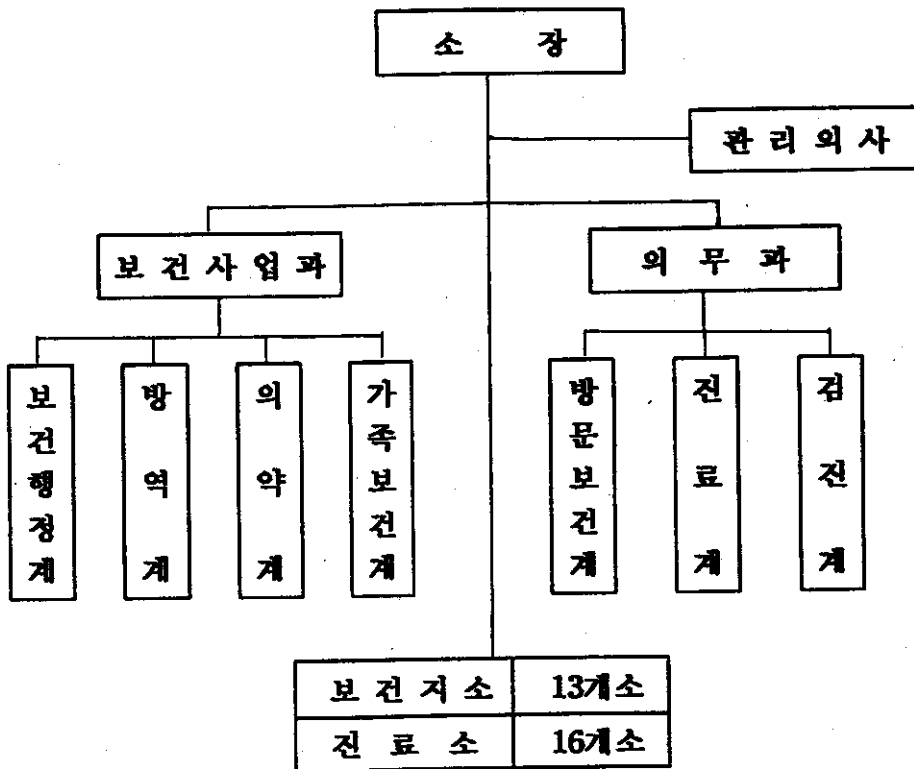 소 장
관 리 의 사
보 건 사 업 과
의 무 과
보건행정계
방역계
의약계
가족보건계
방문보건계
진료계
검진계
보 건 지 소 13개소
진 료 소 16개소